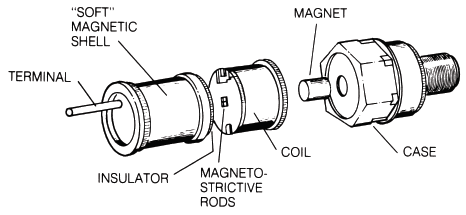 “SOFT”
MAGNETIC
SHELL
MAGNET
TERMINAL
INSULATOR
MAGNETO-
STRICTIVE
RODS
COIL
CASE